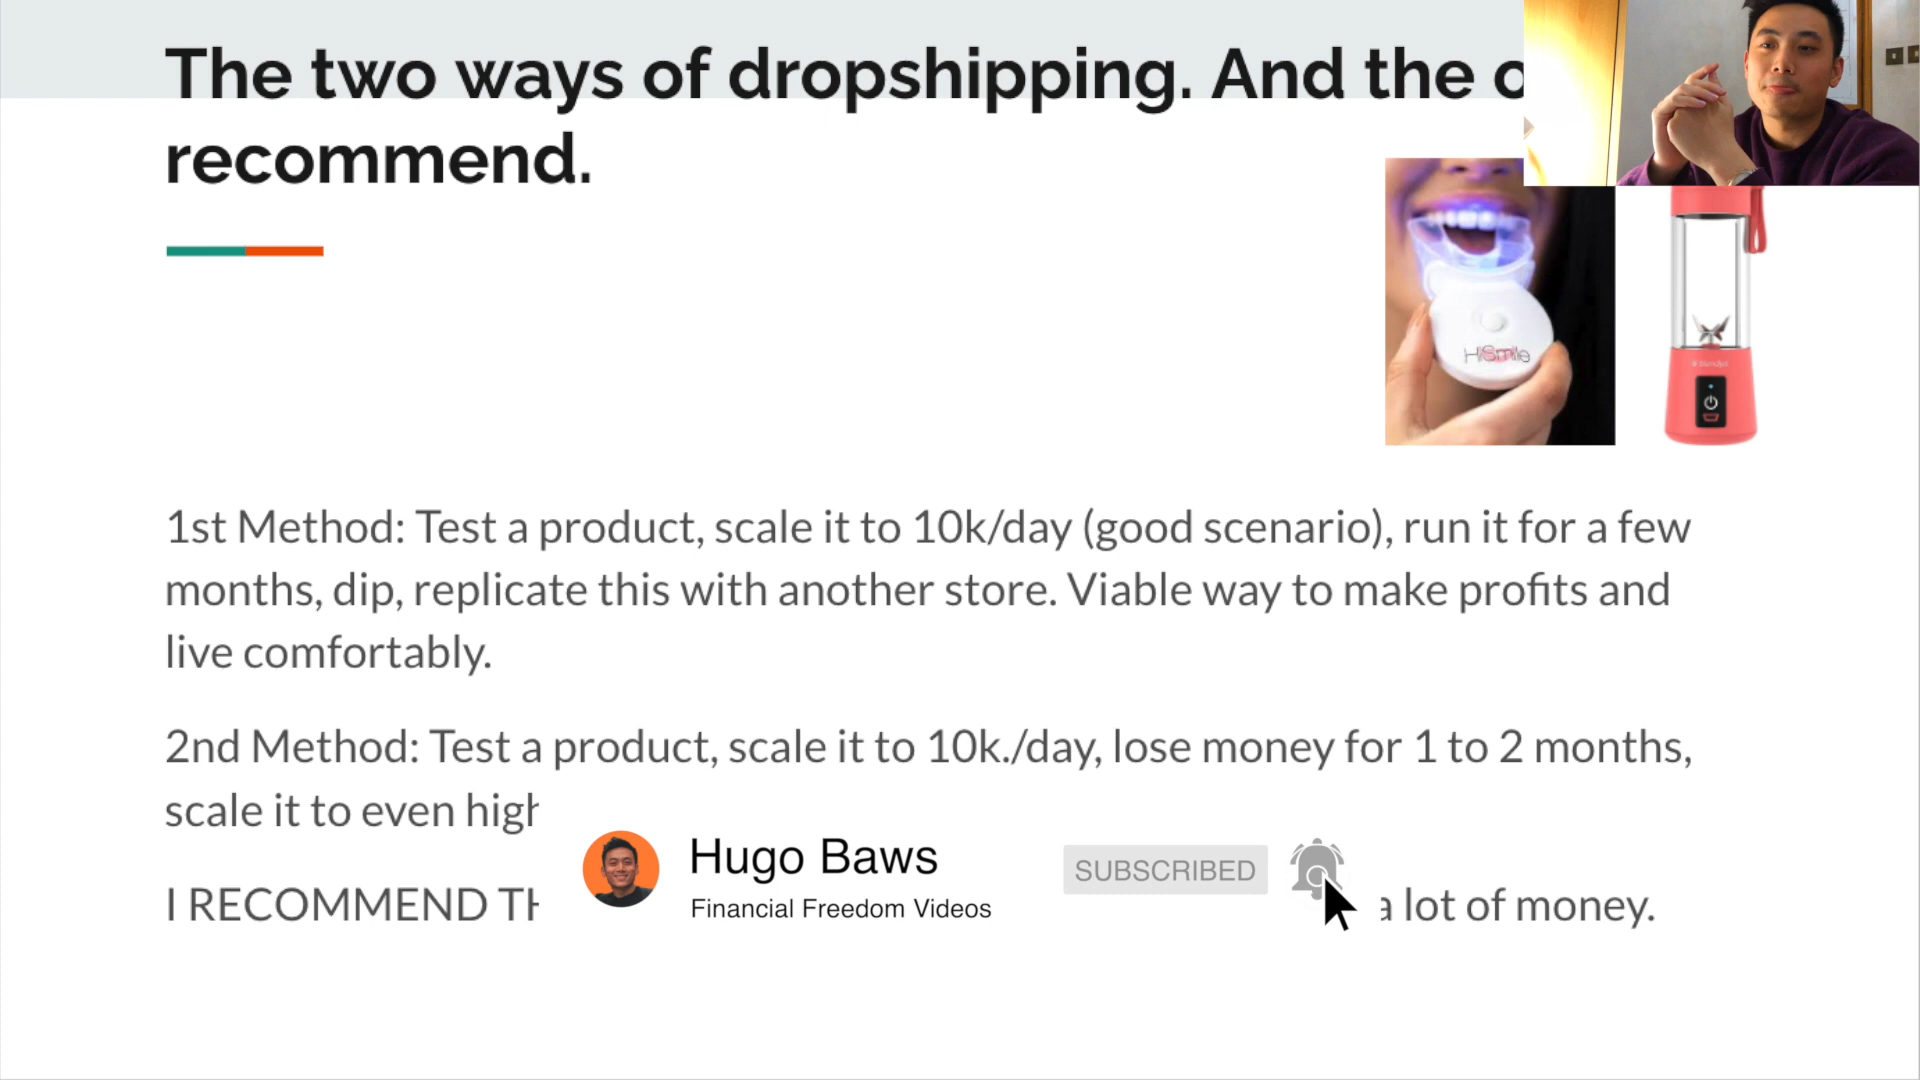 The two ways of dropshipping. And the
recommend.
HiSmile
1st Method: Test a product, scale it to 10k/day (good scenario), run it for a few
months, dip, replicate this with another store. Viable way to make profits and
live comfortably.
2nd Method: Test a product, scale it to 10k./day, lose money for 1 to 2 months,
scale it to even
Hugo Baws
SUBSCRIBED
Financial Freedom Videos
I RECOMMEND
a lot of money.